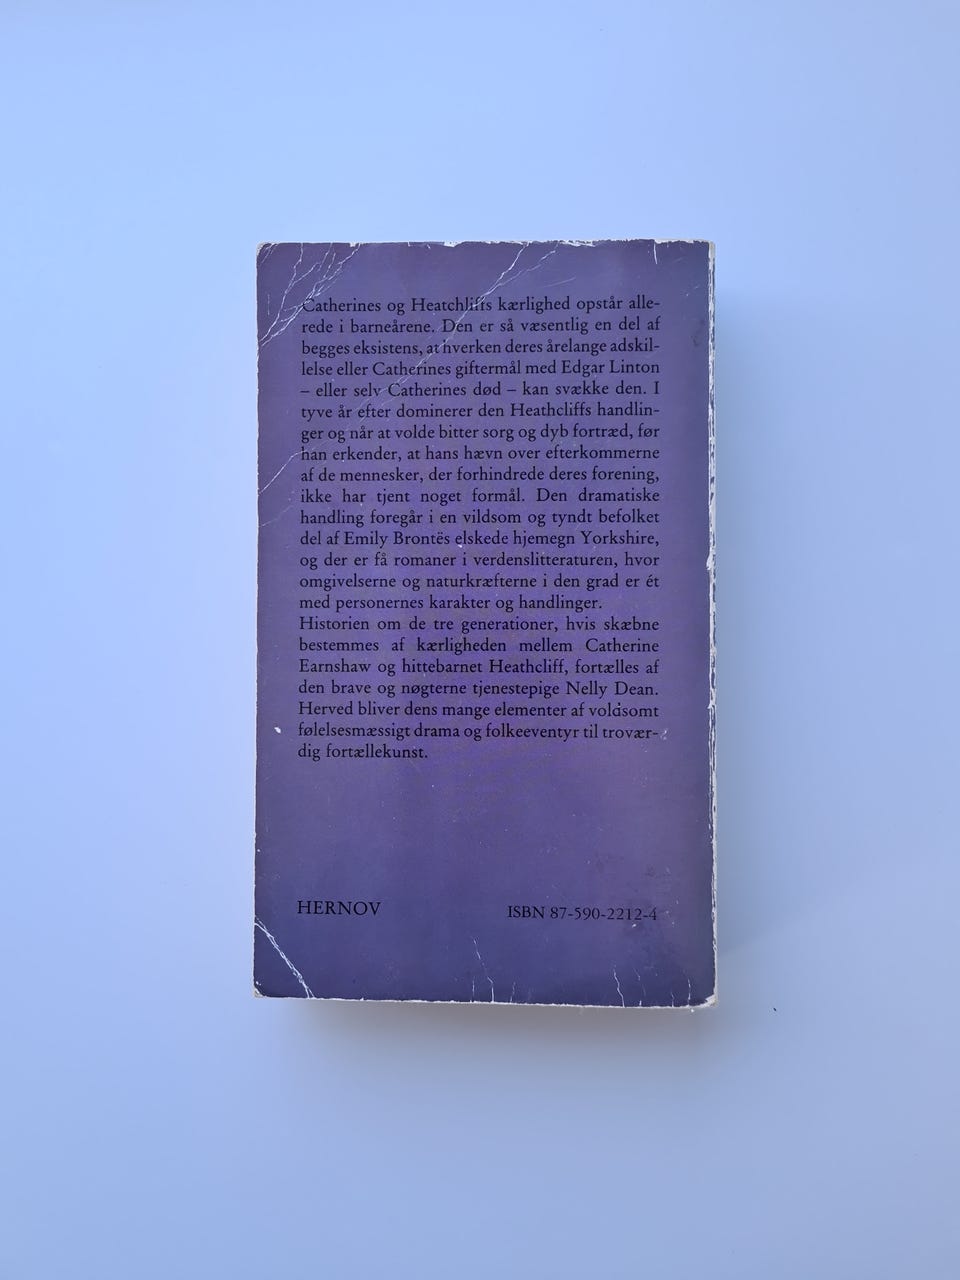 Catherines og Heatchliffs kærlighed opstår alle-
rede i barneårene. Den er så væsentlig en del af
begges eksistens, at hverken deres årelange adskil-
lelse eller Catherines giftermål med Edgar Linton
– eller selv Catherines død – kan svække den. I
tyve år efter dominerer den Heathcliffs handlin-
ger og når at volde bitter sorg og dyb fortræd, før
han erkender, at hans hævn over efterkommerne
af de mennesker, der forhindrede deres forening,
ikke har tjent noget formål. Den dramatiske
handling foregår i en vildsom og tyndt befolket
del af Emily Brontës elskede hjemegn Yorkshire,
og der er få romaner i verdenslitteraturen, hvor
omgivelserne og naturkræfterne i den grad er ét
med personernes karakter og handlinger.
Historien om de tre generationer, hvis skæbne
bestemmes af kærligheden mellem Catherine
Earnshaw og hittebarnet Heathcliff, fortælles af
den brave og nøgterne tjenestepige Nelly Dean.
Herved bliver dens mange elementer af voldsomt
følelsesmæssigt drama og folkeeventyr til trovær-
dig fortællekunst.
HERNOV
ISBN 87-590-2212-4